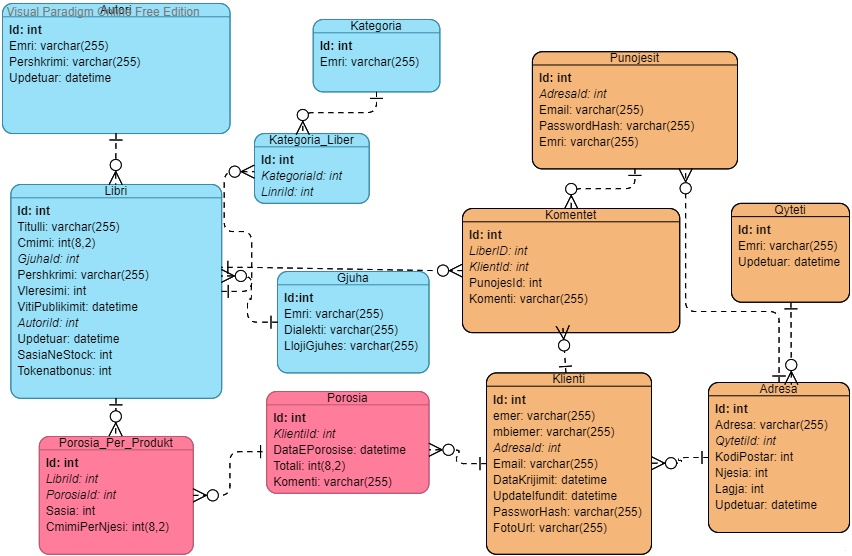 Visual Paradigm Online Free Edition
Autori
Id: int
Emri: varchar(255)
Pershkrimi: varchar(255)
Updetuar: datetime
Kategoria
Id: int
Emri: varchar(255)
Punojesit
Id: int
AdresaId: int
Email: varchar(255)
PasswordHash: varchar(255)
Emri: varchar(255)
Kategoria_Liber
Id: int
KategoriaId: int
LinriId: int
Libri
Id: int
Titulli: varchar(255)
Cmimi: int(8,2)
GjuhaId: int
Pershkrimi: varchar(255)
Vleresimi: int
VitiPublikimit: datetime
AutoriId: int
Updetuar: datetime
SasiaNeStock: int
Tokenatbonus: int
Komentet
Id: int
LiberID: int
KlientId: int
PunojesId: int
Komenti: varchar(255)
Qyteti
Id: int
Emri: varchar(255)
Updetuar: datetime
Gjuha
Id:int
Emri: varchar(255)
Dialekti: varchar(255)
LlojiGjuhes: varchar(255)
Klienti
Id: int
emer: varchar(255)
mbiemer: varchar(255)
AdresaId: int
Email: varchar(255)
DataKrijimit: datetime
UpdateIfundit: datetime
PassworHash: varchar(255)
FotoUrl: varchar(255)
Adresa
Id: int
Adresa: varchar(255)
QytetiId: int
KodiPostar: int
Njesia: int
Lagja: int
Updetuar: datetime
Porosia
Id: int
KlientiId: int
DataEPorosise: datetime
Totali: int(8,2)
Komenti: varchar(255)
Porosia_Per_Produkt
Id: int
LibriId: int
PorosiaId: int
Sasia: int
CmimiPerNjesi: int(8,2)